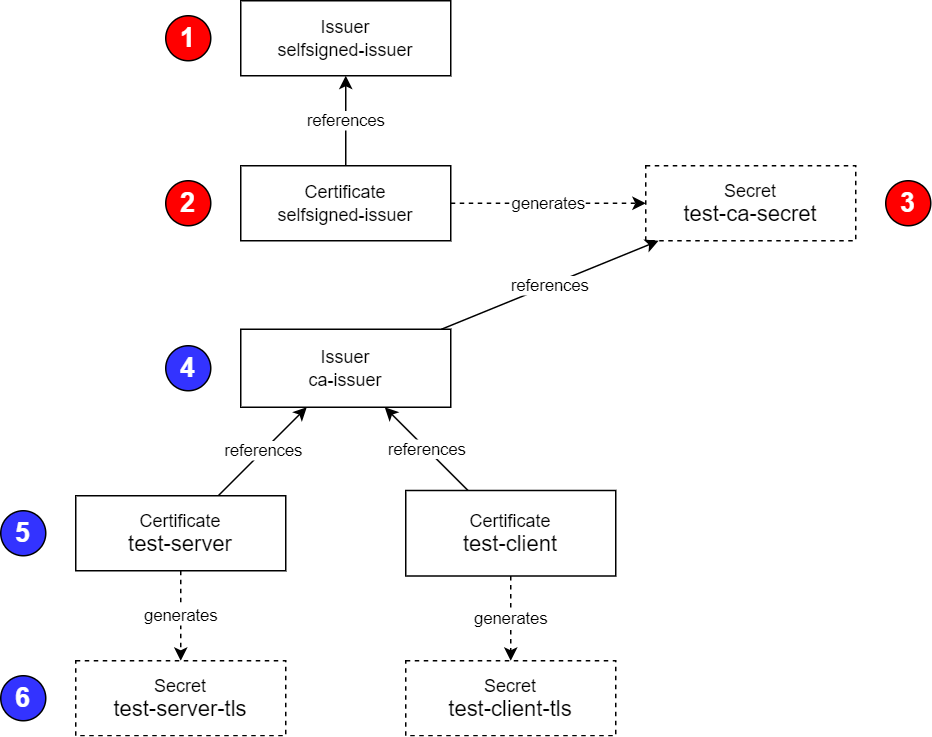 1
Issuer
selfsigned-issuer
references
2
Certificate
selfsigned-issuer
generates
Secret
test-ca-secret
3
references
4
Issuer
ca-issuer
references
references
5
Certificate
test-server
Certificate
test-client
generates
generates
6
Secret
test-server-tls
Secret
test-client-tls